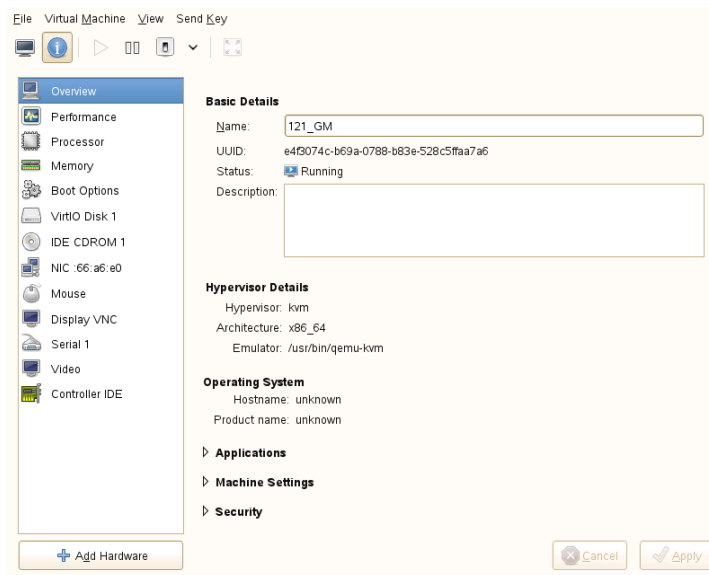 File Virtual Machine View Send Key
Overview
Performance
Processor
Memory
Boot Options
VirtIO Disk 1
IDE CDROM 1
NIC :66:a6:e0
Mouse
Display VNC
Serial 1
Video
Controller IDE
Add Hardware
Basic Details
Name: 121_GM
UUID: e4f3074c-b69a-0788-b83e-528c5ffaa7a6
Status: Running
Description:
Hypervisor Details
Hypervisor: kvm
Architecture: x86_64
Emulator: /usr/bin/qemu-kvm
Operating System
Hostname: unknown
Product name: unknown
Applications
Machine Settings
Security
Cancel Apply